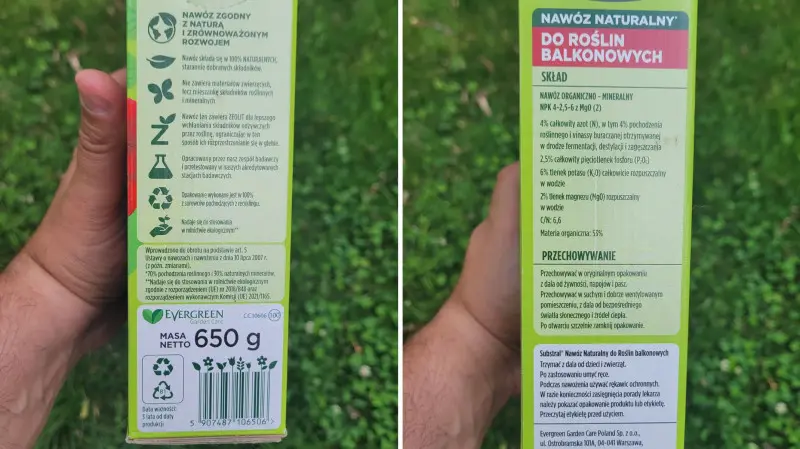 NAWÓZ ZGODNY
Z NATURĄ
I ZRÓWNOWAŻONYM
ROZWOJEM
Nawóz składa się w 100% NATURALNYCH,
starannie dobranych składników.
Nie zawiera materiałów zwierzęcych,
lecz mieszankę składników roślinnych
i mineralnych
Nawóz ten zawiera ZEOLIT dla lepszego
wchłaniania składników odżywczych
przez roślinę, ograniczając w ten
sposób ich rozprzestrzenianie się w glebie.
Opracowany przez nasz zespół badawczy
i przetestowany w naszych akredytowanych
stacjach badawczych.
Opakowanie wykonane jest w 100%
z surowców pochodzących z recyclingu.
Nadaje się do stosowania
w rolnictwie ekologicznym**
Wprowadzono do obrotu na podstawie art. 5
Ustawy o nawozach i nawożeniu z dnia 10 lipca 2007 r.
(z późn. zmianami).
*70% pochodzenia roślinnego i 30% naturalnych minerałów.
**Nadaje się do stosowania w rolnictwie ekologicznym
zgodnie z rozporządzeniem (UE) nr 2018/848 oraz
rozporządzeniem wykonawczym Komisji (UE) 2021/1165.
EVERGREEN
Garden Care
MASA
NETTO 650 g
81
Data ważności:
3 lata od daty
produkcji
5 907487 106506
NAWÓZ NATURALNY*
DO ROŚLIN
BALKONOWYCH
SKŁAD
NAWÓZ ORGANICZNO - MINERALNY
NPK 4-2,5-6 z MgO (2)
4% całkowity azot (N), w tym 4% pochodzenia
roślinnego i vinassy buraczanej otrzymywanej
w drodze fermentacji, destylacji i zagęszczania
2,5% całkowity pięciotlenek fosforu (P₂O₅)
6% tlenek potasu (K₂O) całkowicie rozpuszczalny
w wodzie
2% tlenek magnezu (MgO) rozpuszczalny
w wodzie
C/N: 6,6
Materia organiczna: 53%
PRZECHOWYWANIE
Przechowywać w oryginalnym opakowaniu
z dala od żywności, napojów i pasz.
Przechowywać w suchym i dobrze wentylowanym
pomieszczeniu, z dala od bezpośredniego
światła słonecznego i źródeł ciepła.
Po otwarciu szczelnie zamknij opakowanie.
Substral® Nawóz Naturalny do Roślin balkonowych
Trzymać z dala od dzieci i zwierząt.
Po zastosowaniu umyć ręce.
Podczas nawożenia używać rękawic ochronnych.
W razie konieczności zasięgnięcia porady lekarza
należy pokazać opakowanie produktu lub etykietę.
Przeczytaj etykietę przed użyciem.
Evergreen Garden Care Poland Sp. z o.o.,
ul. Ostrobramska 101A, 04-041 Warszawa,